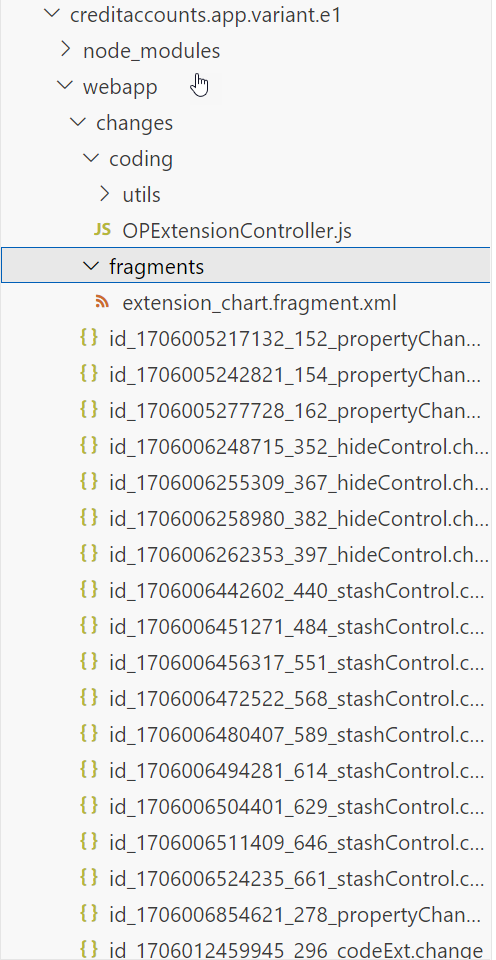 creditaccounts.app.variant.e1
node_modules
webapp
changes
coding
utils
JS OPExtensionController.js
fragments
extension_chart.fragment.xml
{} id_1706005217132_152_propertyChan...
{} id_1706005242821_154_propertyChan...
{} id_1706005277728_162_propertyChan...
{} id_1706006248715_352_hideControl.ch...
{} id_1706006255309_367_hideControl.ch...
{} id_1706006258980_382_hideControl.ch...
{} id_1706006262353_397_hideControl.ch...
{} id_1706006442602_440_stashControl.c...
{} id_1706006451271_484_stashControl.c...
{} id_1706006456317_551_stashControl.c...
{} id_1706006472522_568_stashControl.c...
{} id_1706006480407_589_stashControl.c...
{} id_1706006494281_614_stashControl.c...
{} id_1706006504401_629_stashControl.c...
{} id_1706006511409_646_stashControl.c...
{} id_1706006524235_661_stashControl.c...
{} id_1706006854621_278_propertyChan...
{} id_1706012459945_296_codeExt.change